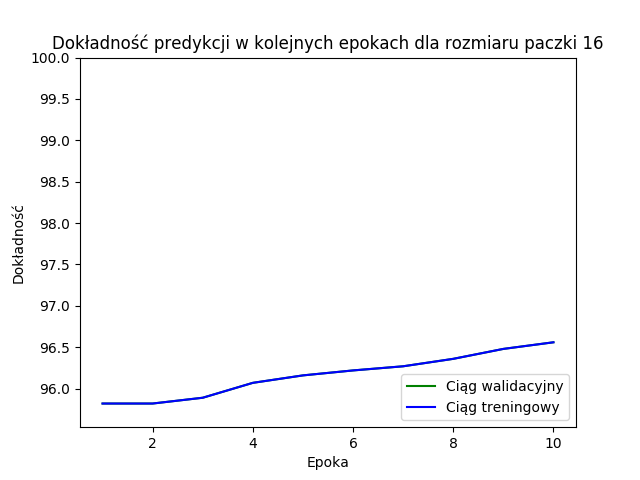 Dokładność predykcji w kolejnych epokach dla rozmiaru paczki 16
100.0
99.5
99.0
98.5
98.0
97.5
97.0
96.5
96.0
Dokładność
2
4
6
8
10
Epoka
Ciąg walidacyjny
Ciąg treningowy